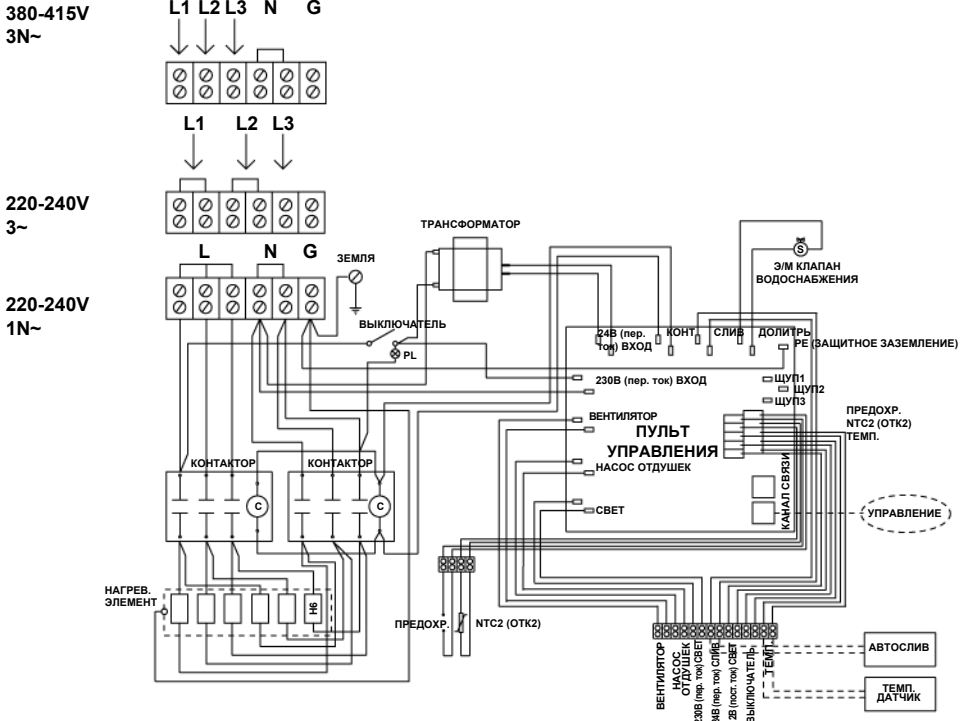 380-415V
3N~
L1 L2 L3 N G
L1 L2 L3
220-240V
3~
L N G
220-240V
1N~
ЗЕМЛЯ
ТРАНСФОРМАТОР
ВЫКЛЮЧАТЕЛЬ
PL
S
Э/М КЛАПАН
ВОДОСНАБЖЕНИЯ
24В (пер.
ток) ВХОД
КОНТ.
СЛИВ
ДОЛИТРЬ
PE (ЗАЩИТНОЕ ЗАЗЕМЛЕНИЕ)
230В (пер. ток) ВХОД
ЩУП1
ЩУП2
ЩУП3
ВЕНТИЛЯТОР
ПУЛЬТ
УПРАВЛЕНИЯ
НАСОС ОТДУШЕК
СВЕТ
ПРЕДОХР.
NTC2 (ОТК2)
ТЕМП.
КАНАЛ СВЯЗИ
УПРАВЛЕНИЕ
КОНТАКТОР
C
КОНТАКТОР
C
НАГРЕВ.
ЭЛЕМЕНТ
H6
ПРЕДОХР.
NTC2 (ОТК2)
ВЕНТИЛЯТОР
НАСОС
ОТДУШЕК
230В (пер. ток) СВЕТ
24В (пер. ток) СЛИВ
12В (пост. ток) СВЕТ
ВЫКЛЮЧАТЕЛЬ
ТЕМП.
АВТОСЛИВ
ТЕМП.
ДАТЧИК